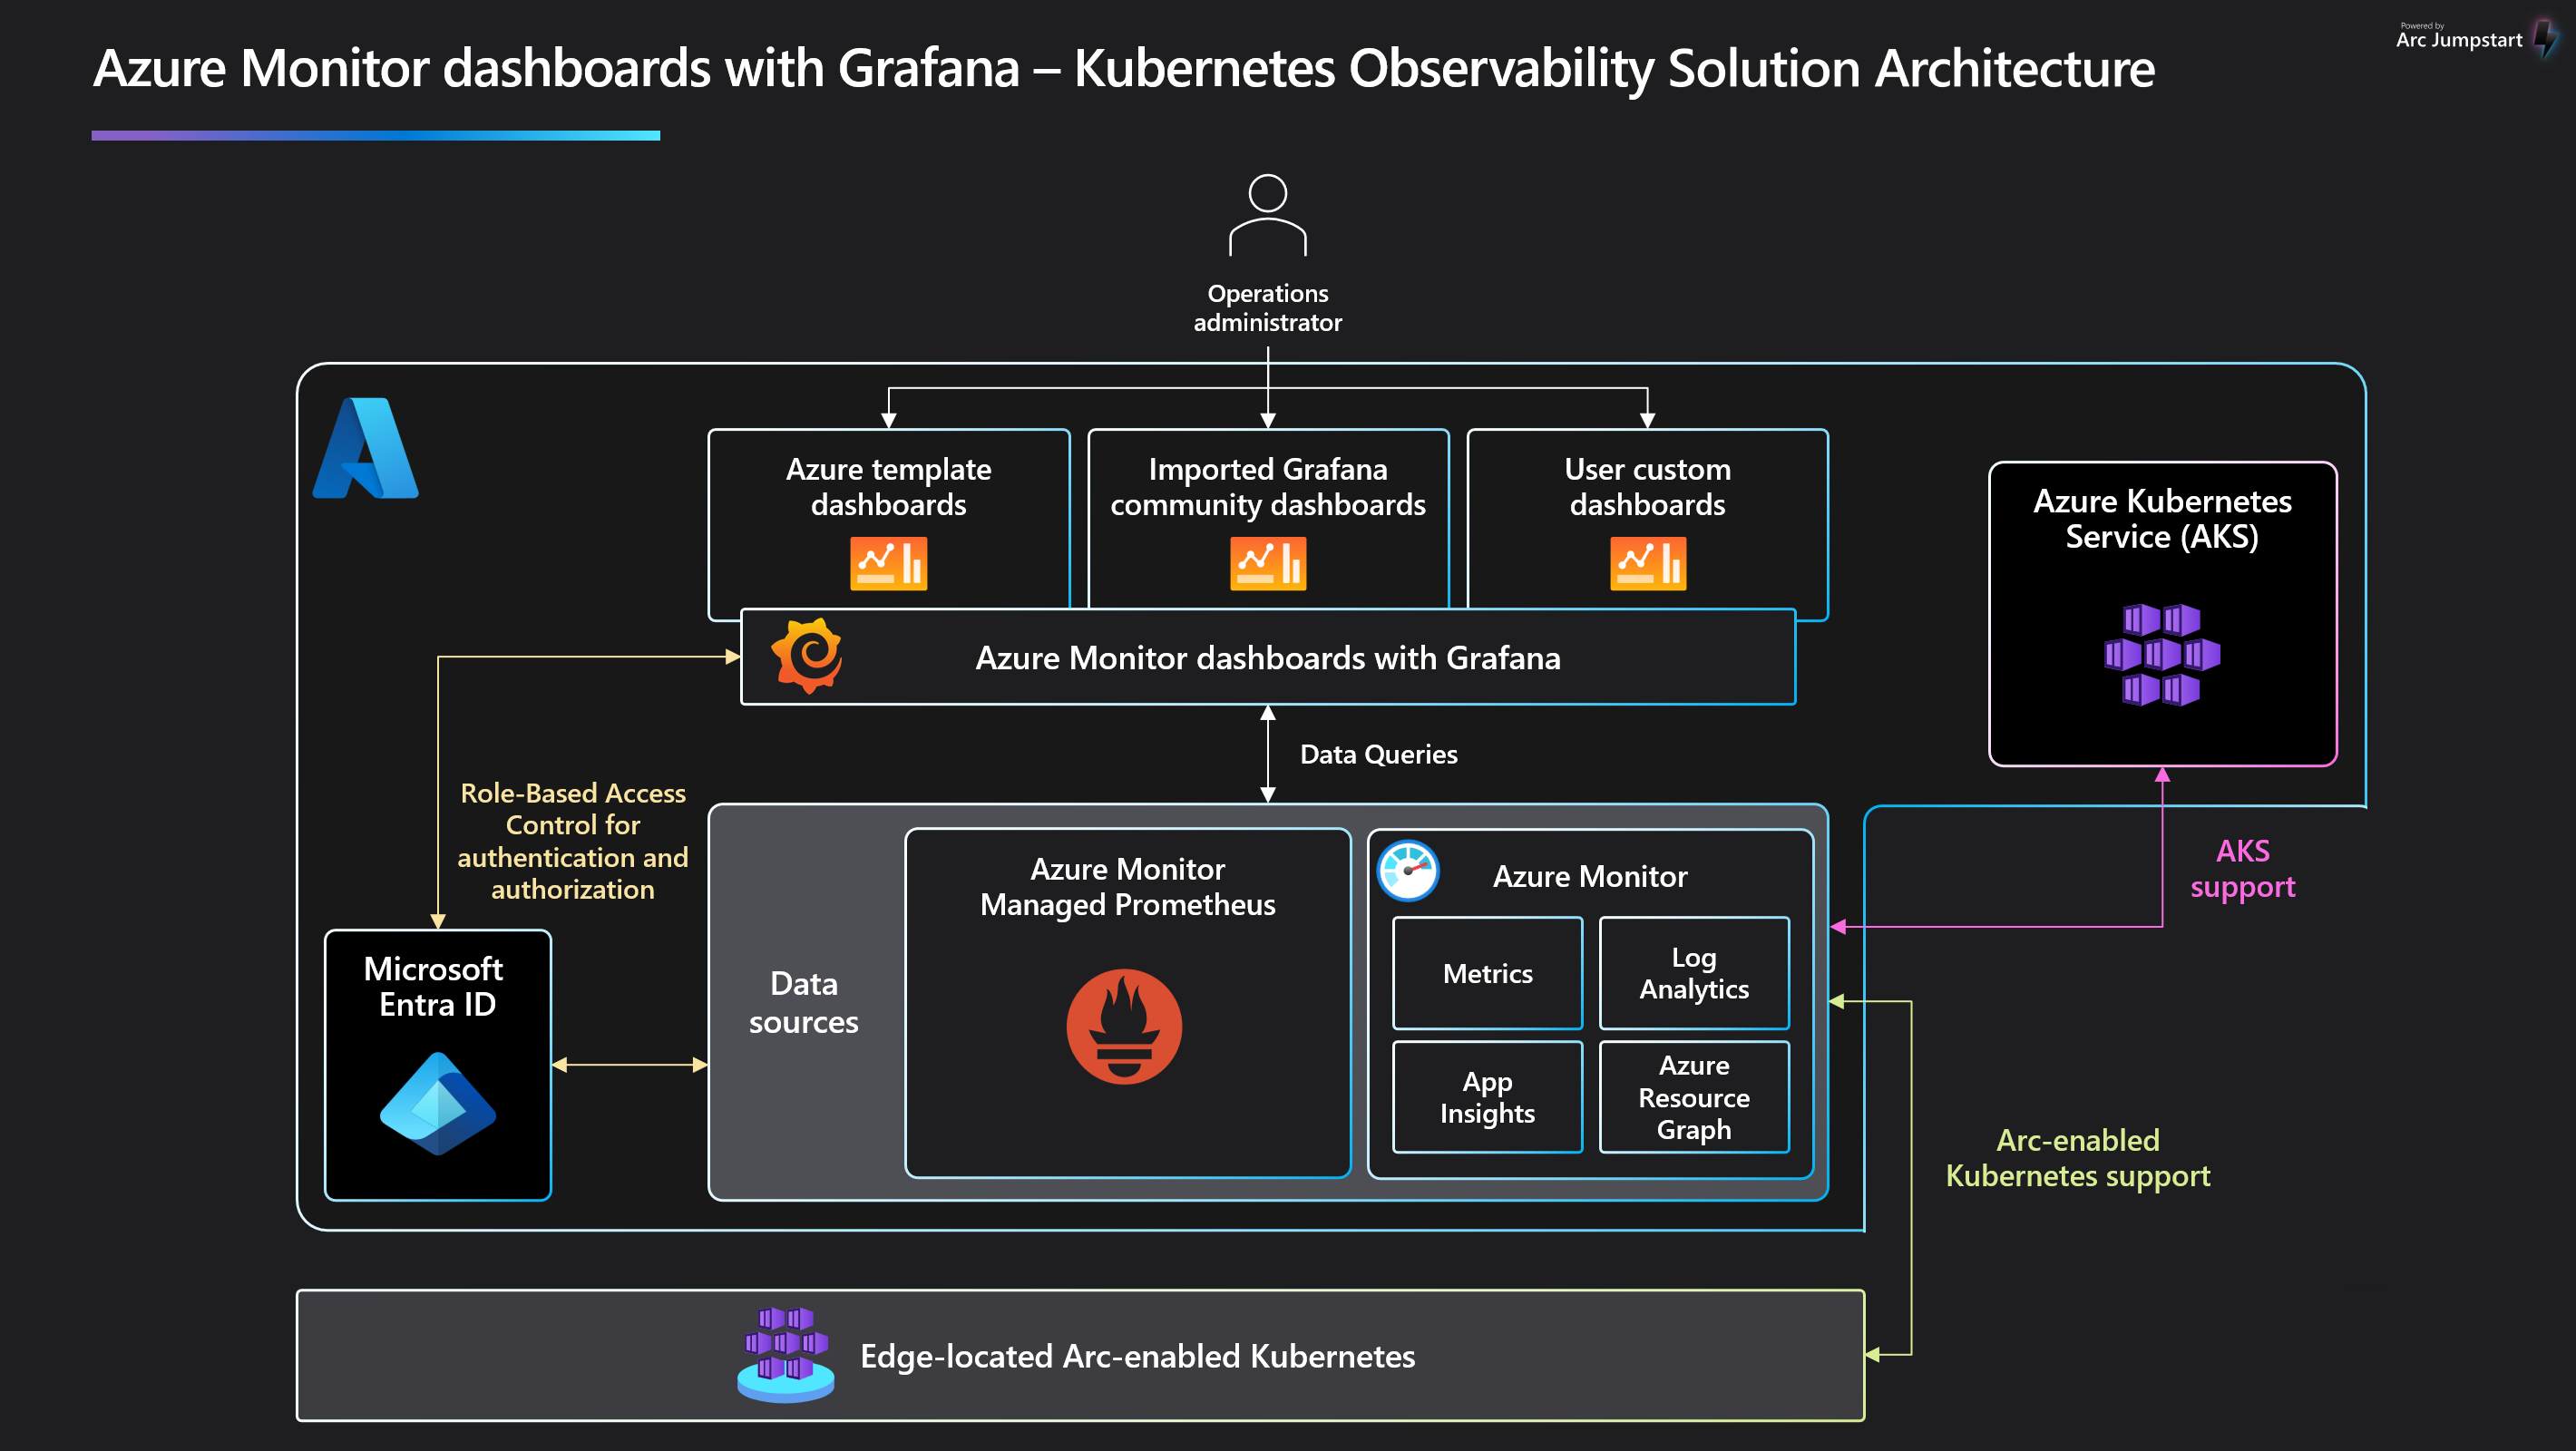 Powered by
Arc Jumpstart
Azure Monitor dashboards with Grafana – Kubernetes Observability Solution Architecture
Operations
administrator
Azure template
dashboards
Imported Grafana
community dashboards
User custom
dashboards
Azure Kubernetes
Service (AKS)
Azure Monitor dashboards with Grafana
Data Queries
Role-Based Access
Control for
authentication and
authorization
AKS
support
Microsoft
Entra ID
Data
sources
Azure Monitor
Managed Prometheus
Azure Monitor
Metrics
Log
Analytics
App
Insights
Azure
Resource
Graph
Arc-enabled
Kubernetes support
Edge-located Arc-enabled Kubernetes